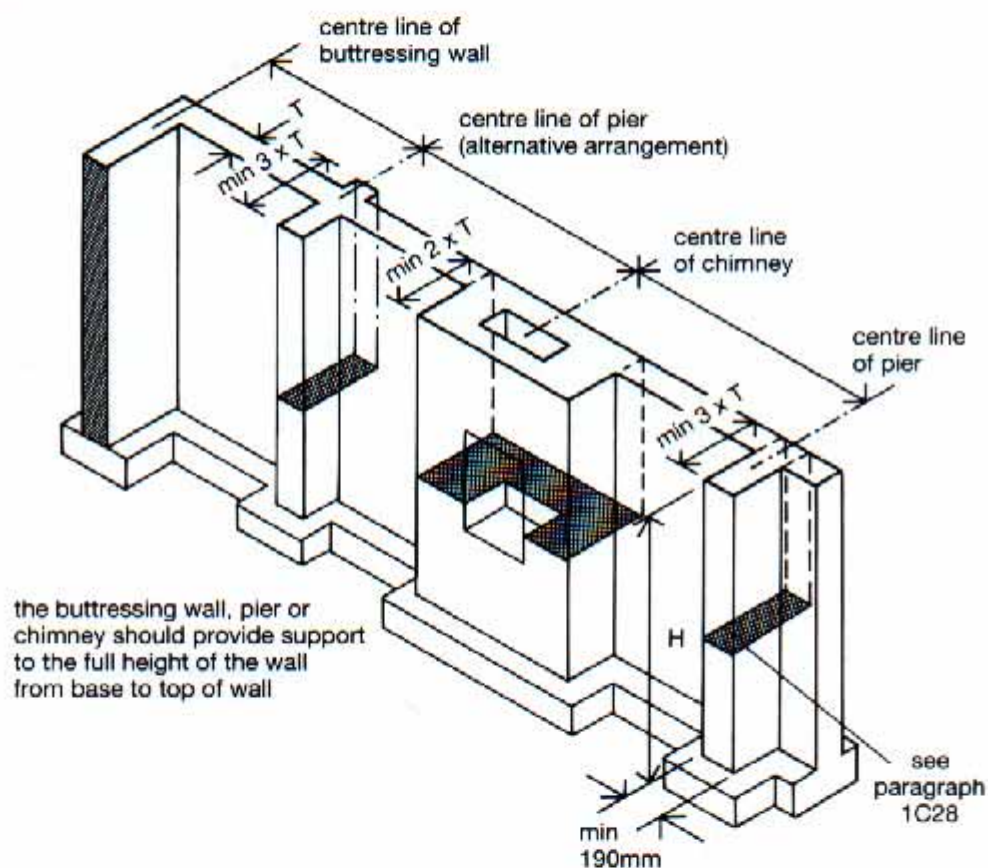 centre line of
buttressing wall
T
centre line of pier
(alternative arrangement)
min 3 x T
min 2 x T
centre line
of chimney
centre line
of pier
min 3 x T
the buttressing wall, pier or
chimney should provide support
to the full height of the wall
from base to top of wall
H
see
paragraph
1C28
min
190mm